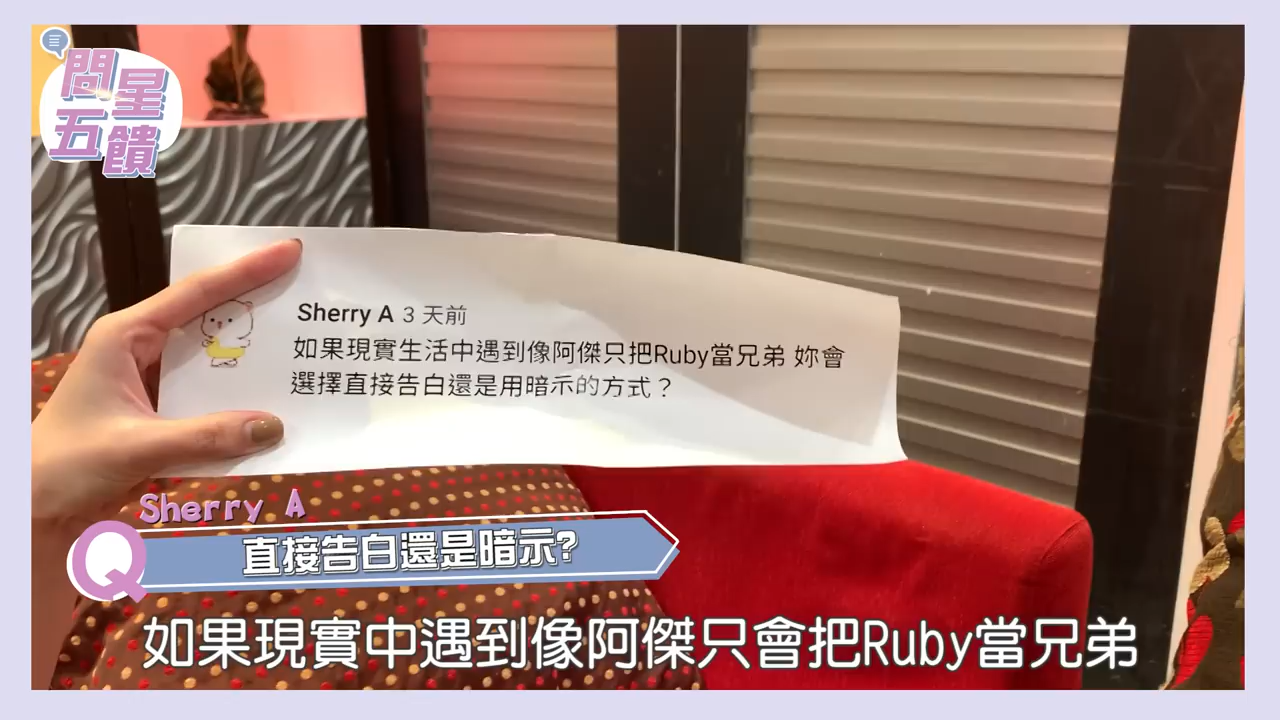 問星
五饋
Sherry A 3 天前
如果現實生活中遇到像阿傑只把Ruby當兄弟 妳會
選擇直接告白還是用暗示的方式？
Sherry A
Q 直接告白還是暗示?
如果現實中遇到像阿傑只會把Ruby當兄弟